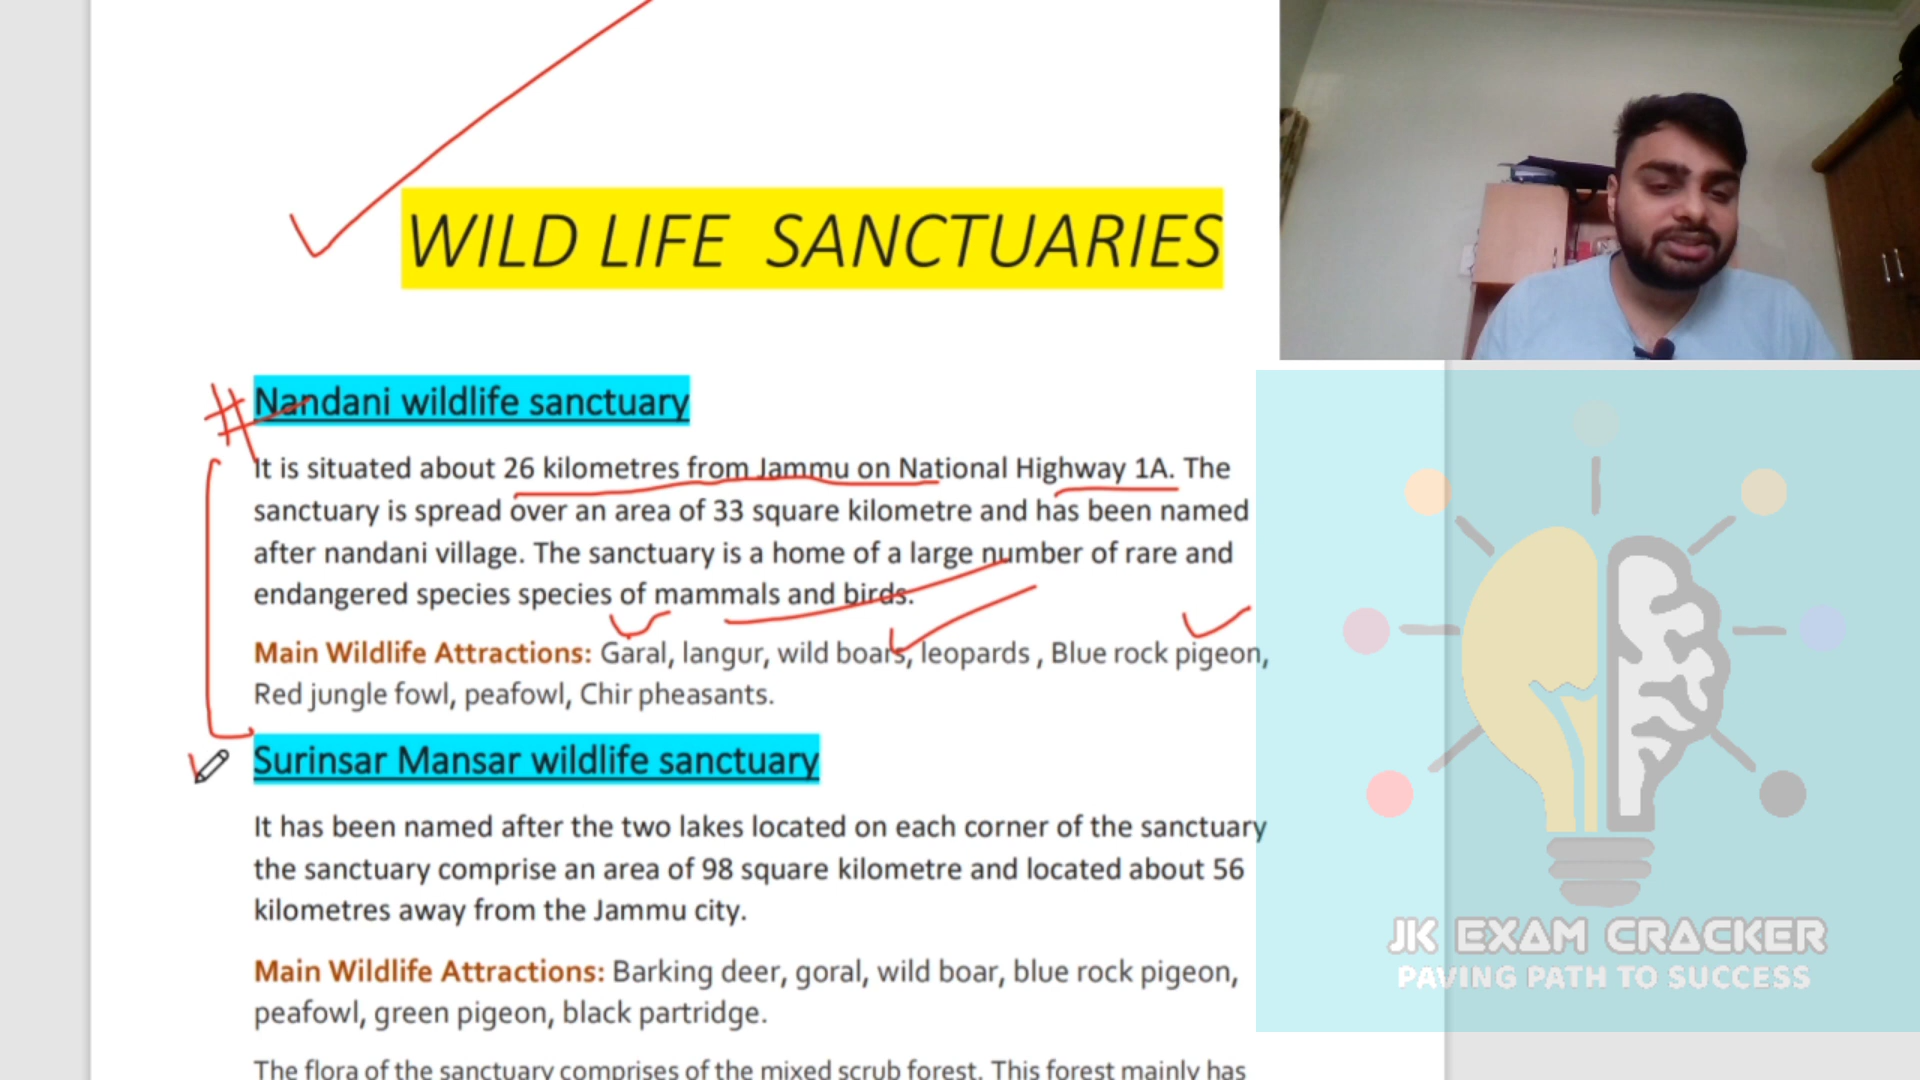 WILD LIFE SANCTUARIES
Nandani wildlife sanctuary
It is situated about 26 kilometres from Jammu on National Highway 1A. The
sanctuary is spread over an area of 33 square kilometre and has been named
after nandani village. The sanctuary is a home of a large number of rare and
endangered species species of mammals and birds.
Main Wildlife Attractions: Garal, langur, wild boars, leopards , Blue rock pigeon,
Red jungle fowl, peafowl, Chir pheasants.
Surinsar Mansar wildlife sanctuary
It has been named after the two lakes located on each corner of the sanctuary
the sanctuary comprise an area of 98 square kilometre and located about 56
kilometres away from the Jammu city.
Main Wildlife Attractions: Barking deer, goral, wild boar, blue rock pigeon,
peafowl, green pigeon, black partridge.
The flora of the sanctuary comprises of the mixed scrub forest. This forest mainly has
JK EXAM CRACKER
PAVING PATH TO SUCCESS